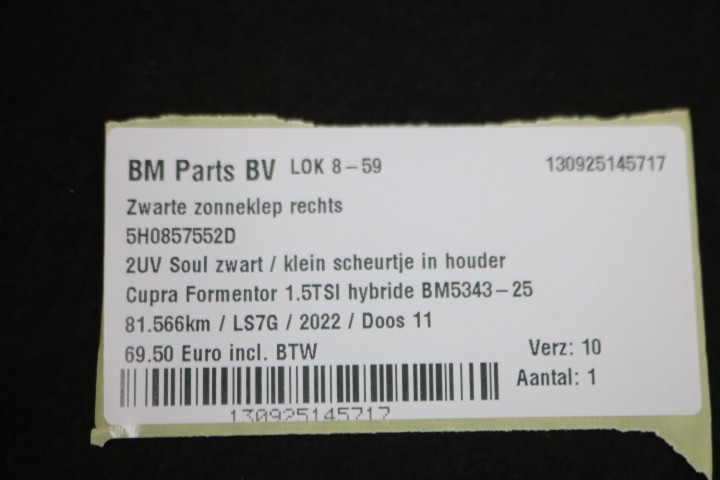 BM Parts BV LOK 8-59 130925145717
Zwarte zonneklep rechts
5H0857552D
2UV Soul zwart / klein scheurtje in houder
Cupra Formentor 1.5TSI hybride BM5343-25
81.566km / LS7G / 2022 / Doos 11
69.50 Euro incl. BTW Verz: 10
Aantal: 1
130925145717